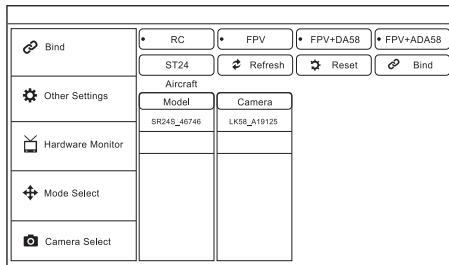 Bind
RC
FPV
FPV+DA58
FPV+ADA58
ST24
Refresh
Reset
Bind
Aircraft
Other Settings
Model
Camera
SR24S_46746
LK58_A19125
Hardware Monitor
Mode Select
Camera Select